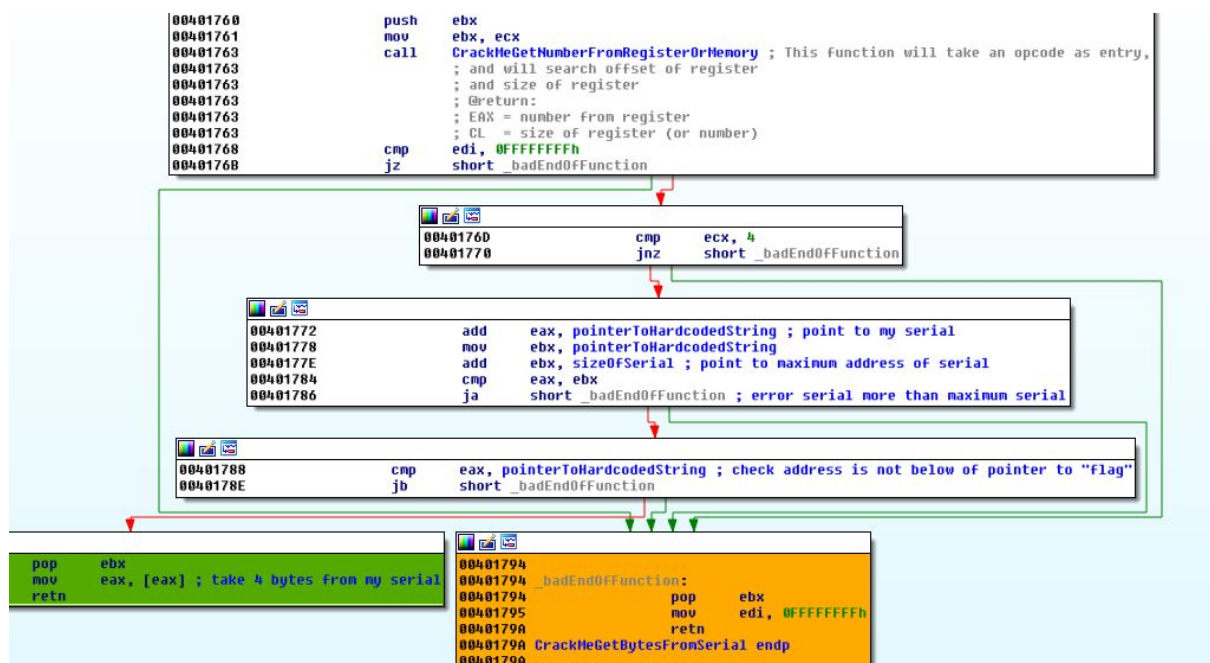 00401760 push ebx
00401761 mov ebx, ecx
00401763 call CrackMeGetNumberFromRegisterOrMemory ; This function will take an opcode as entry,
00401763 ; and will search offset of register
00401763 ; and size of register
00401763 ; @return:
00401763 ; EAX = number from register
00401763 ; CL = size of register (or number)
00401768 cmp edi, 0FFFFFFFFh
0040176B jz short _badEndOfFunction
0040176D cmp ecx, 4
00401770 jnz short _badEndOfFunction
00401772 add eax, pointerToHardcodedString ; point to my serial
00401778 mov ebx, pointerToHardcodedString
0040177E add ebx, sizeOfSerial ; point to maximum address of serial
00401784 cmp eax, ebx
00401786 ja short _badEndOfFunction ; error serial more than maximum serial
00401788 cmp eax, pointerToHardcodedString ; check address is not below of pointer to "flag"
0040178E jb short _badEndOfFunction
pop ebx
mov eax, [eax] ; take 4 bytes from my serial
retn
00401794
00401794 _badEndOfFunction:
00401794 pop ebx
00401795 mov edi, 0FFFFFFFFh
0040179A retn
0040179A CrackMeGetBytesFromSerial endp
0040179A